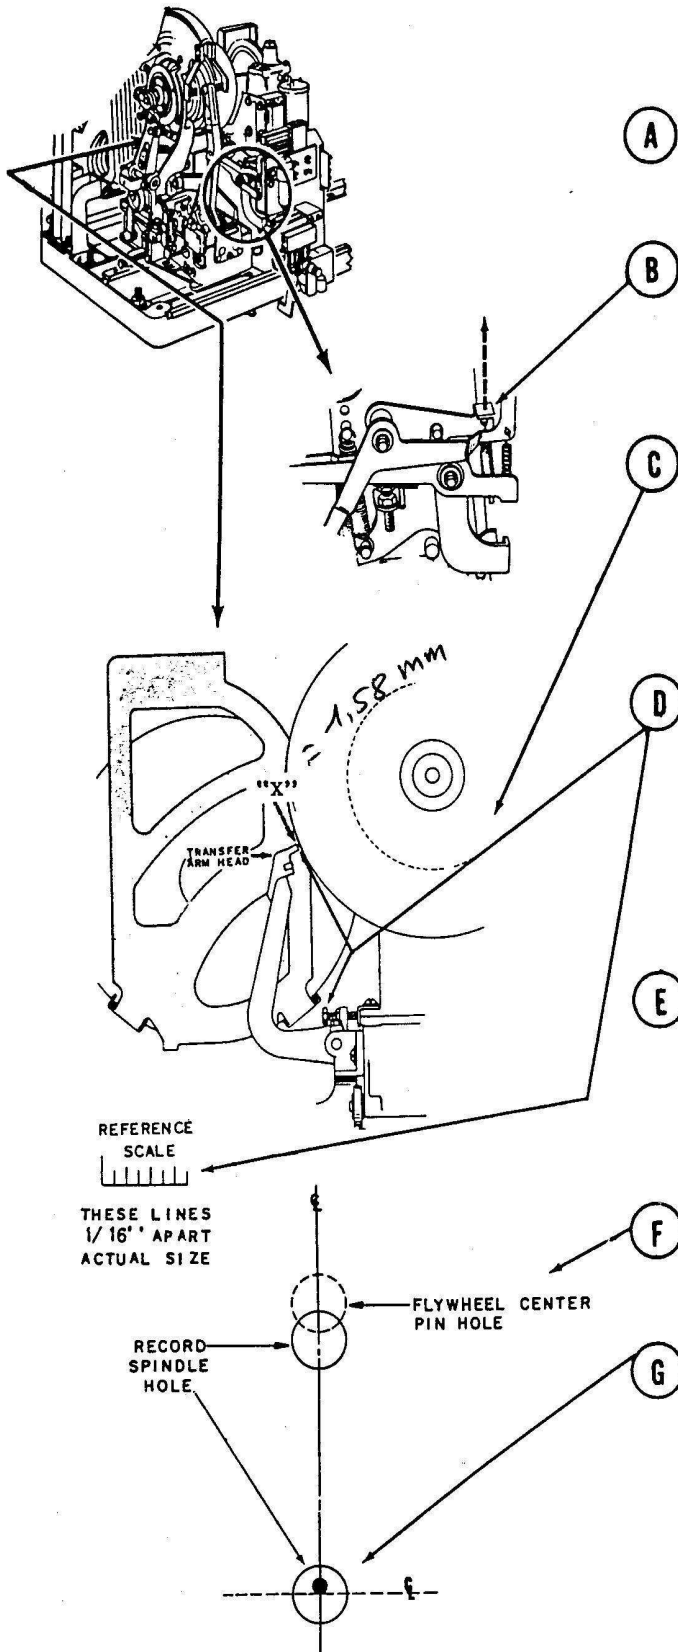 A
B
C
≈ 1,58 mm
D
"X"
TRANSFER
ARM HEAD
E
REFERENCE
SCALE
THESE LINES
1/16'' APART
ACTUAL SIZE
℄
F
FLYWHEEL CENTER
PIN HOLE
RECORD
SPINDLE
HOLE
G
℄